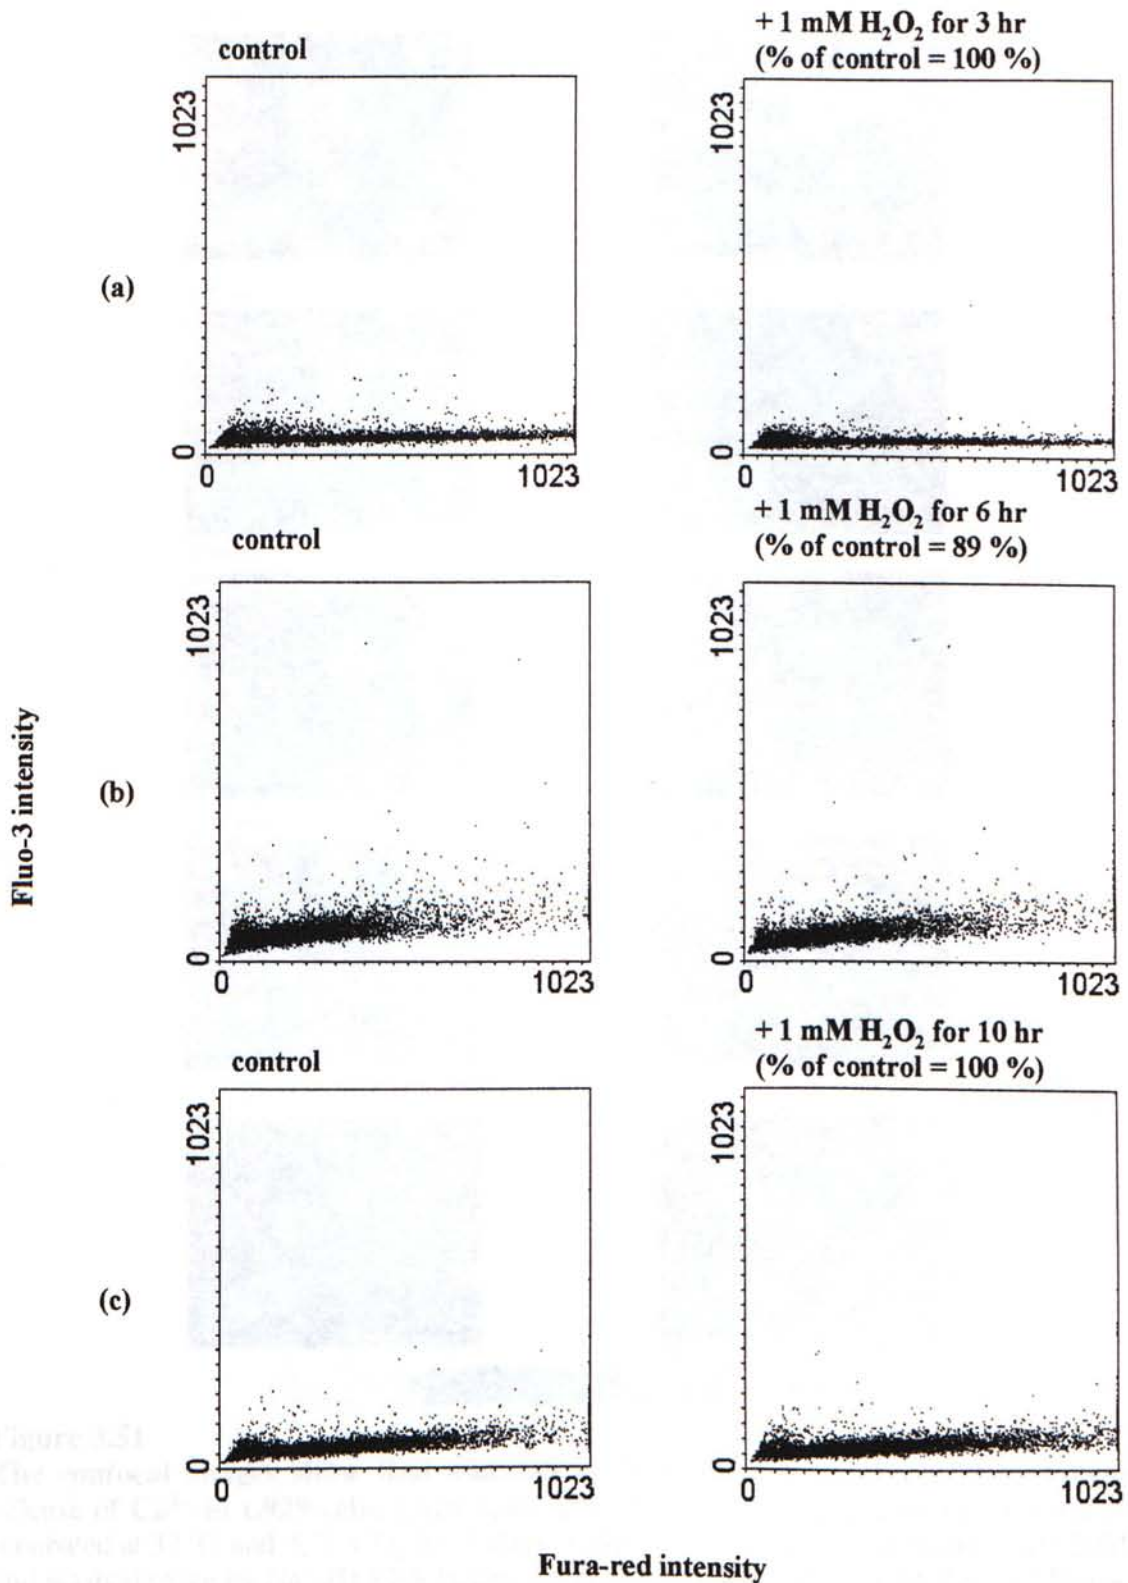 control
+ 1 mM H₂O₂ for 3 hr
(% of control = 100 %)
1023
0
0
1023
1023
0
0
1023
(a)
control
+ 1 mM H₂O₂ for 6 hr
(% of control = 89 %)
1023
0
0
1023
1023
0
0
1023
(b)
Fluo-3 intensity
control
+ 1 mM H₂O₂ for 10 hr
(% of control = 100 %)
1023
0
0
1023
1023
0
0
1023
(c)
Fura-red intensity